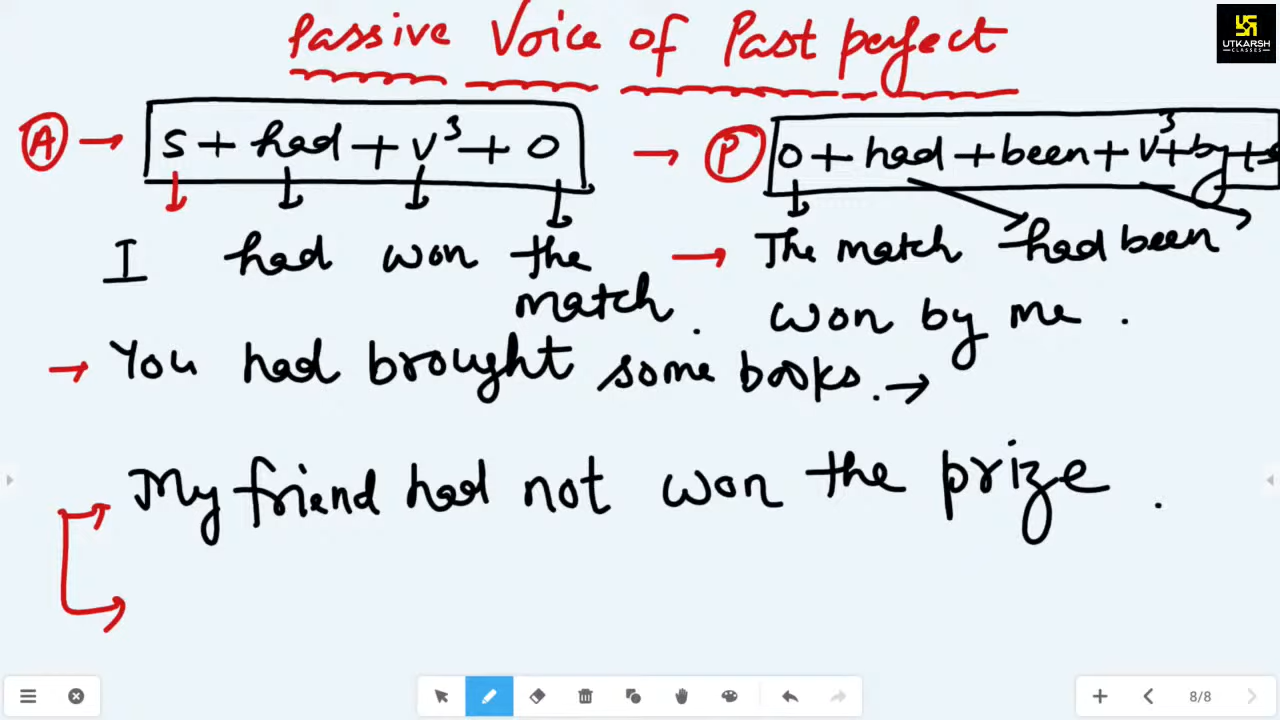 Passive Voice of Past perfect
UTKARSH
CLASSES
A → S + had + v³ + O → P O + had + been + v³ + by + s
I had won the match. → The match had been won by me.
→ You had brought some books. →
My friend had not won the prize.
8/8